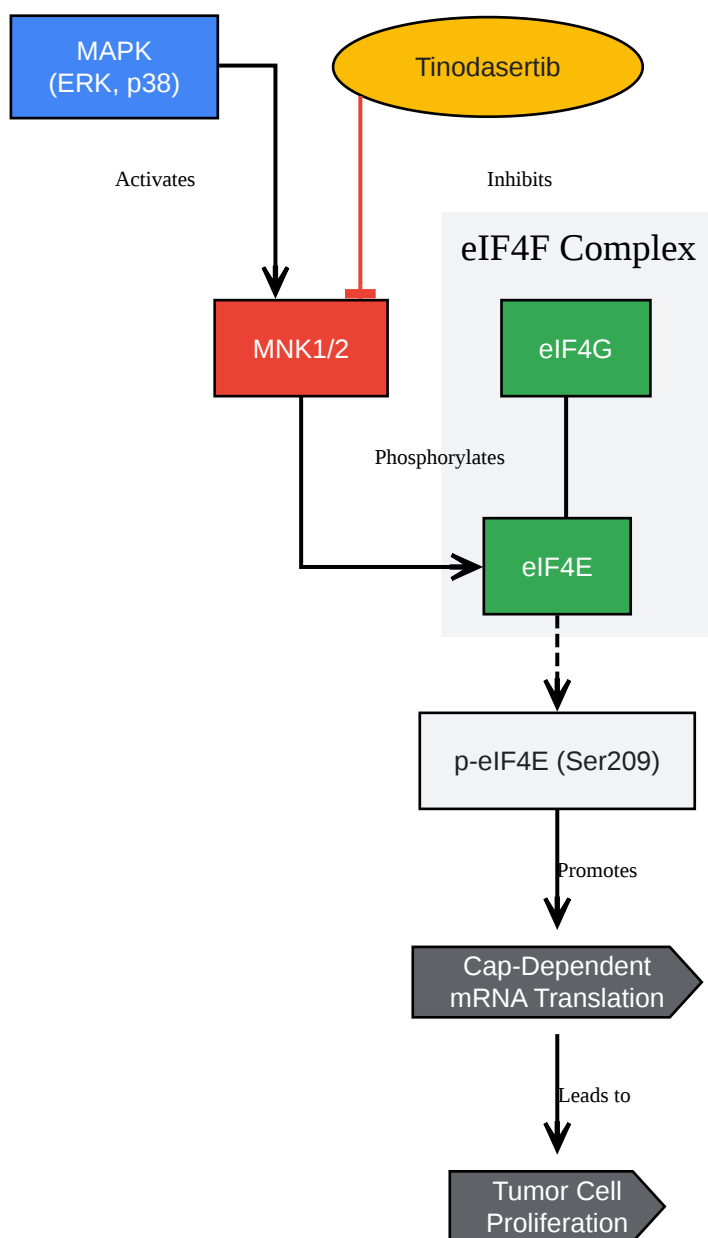 MAPK
(ERK, p38)
Tinodasertib
Activates
Inhibits
eIF4F Complex
MNK1/2
eIF4G
Phosphorylates
eIF4E
p-eIF4E (Ser209)
Promotes
Cap-Dependent
mRNA Translation
Leads to
Tumor Cell
Proliferation